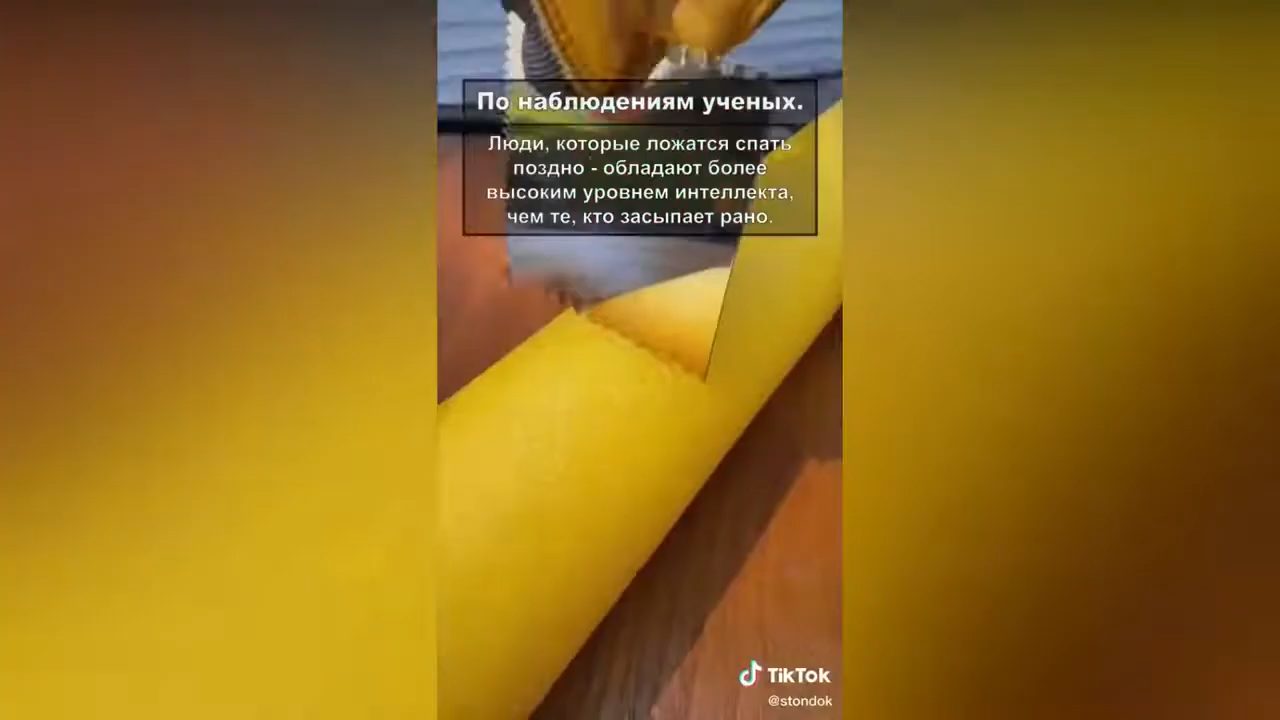 По наблюдениям ученых.
Люди, которые ложатся спать
поздно - обладают более
высоким уровнем интеллекта,
чем те, кто засыпает рано.
TikTok
@stondok